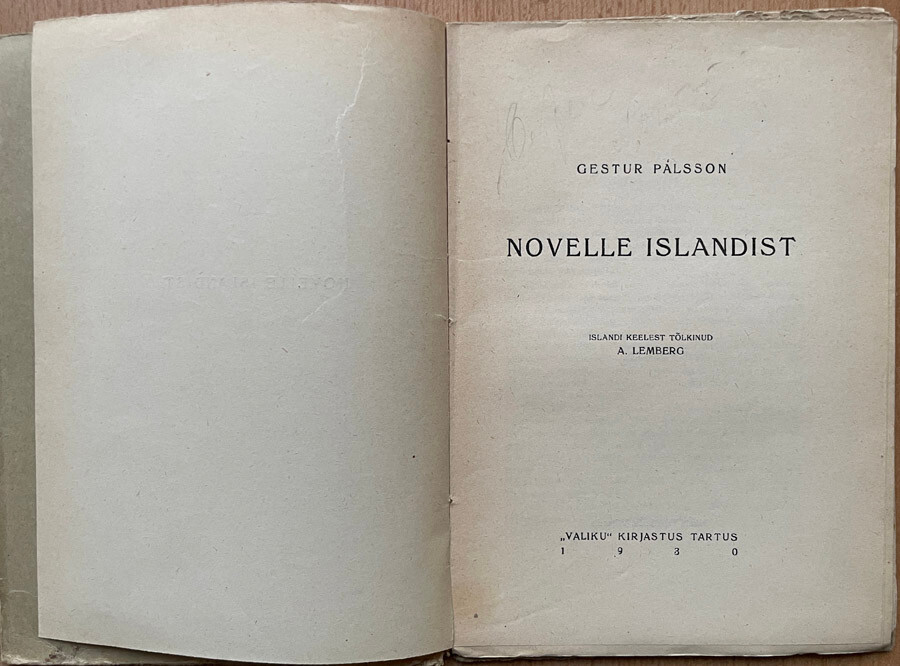 GESTUR PÁLSSON
NOVELLE ISLANDIST
ISLANDI KEELEST TÕLKINUD
A. LEMBERG
„VALIKU“ KIRJASTUS TARTUS
1 9 3 0